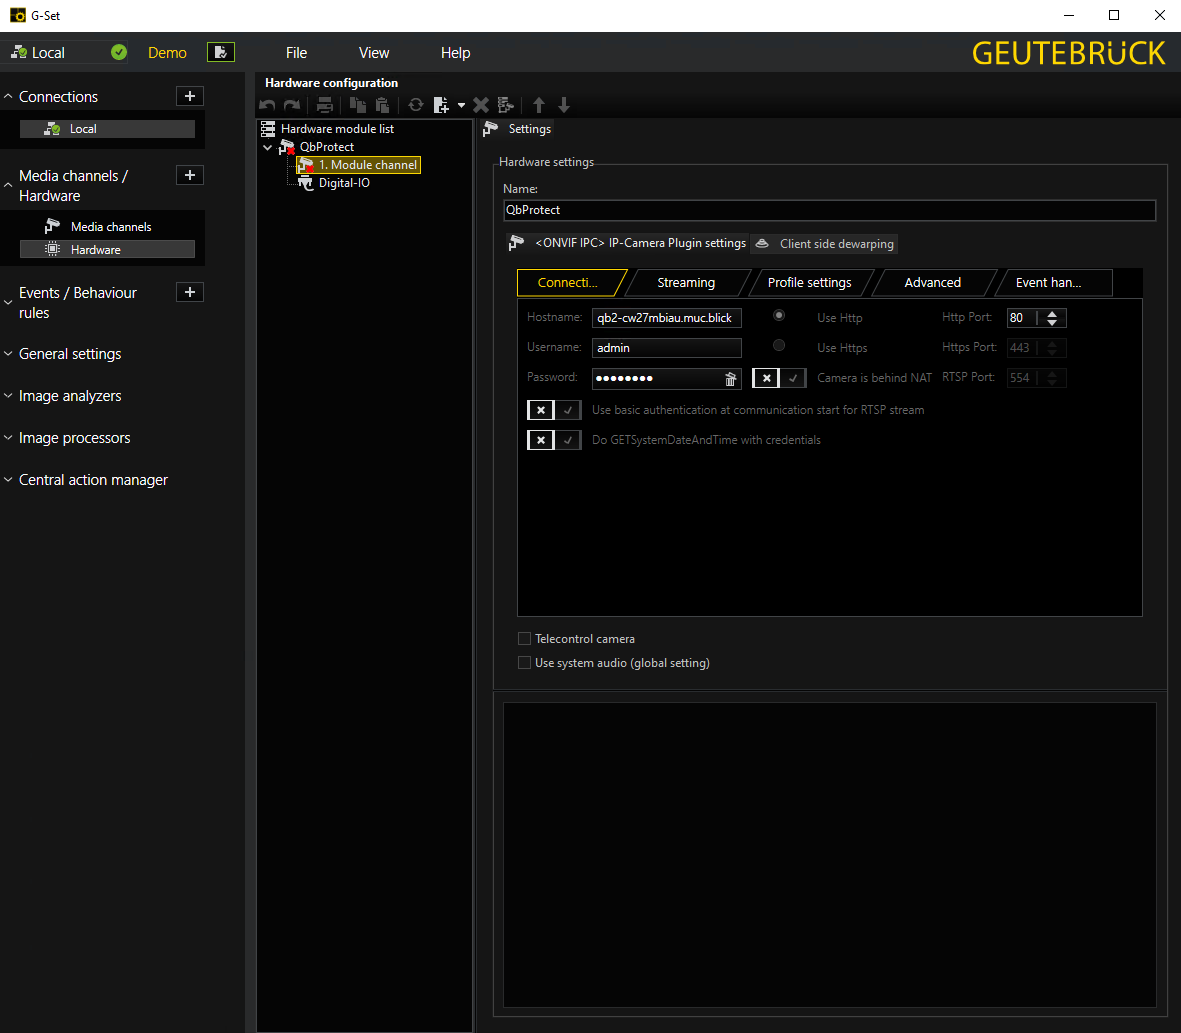 G-Set
Local
Demo
File
View
Help
GEUTEBRÜCK
Connections
Local
Media channels /
Hardware
Media channels
Hardware
Events / Behaviour
rules
General settings
Image analyzers
Image processors
Central action manager
Hardware configuration
Hardware module list
QbProtect
1. Module channel
Digital-IO
Settings
Hardware settings
Name:
QbProtect
<ONVIF IPC> IP-Camera Plugin settings
Client side dewarping
Connecti...
Streaming
Profile settings
Advanced
Event han...
Hostname:
qb2-cw27mbiau.muc.blick
Use Http
Http Port:
80
Username:
admin
Use Https
Https Port:
443
Password:
Camera is behind NAT
RTSP Port:
554
Use basic authentication at communication start for RTSP stream
Do GETSystemDateAndTime with credentials
Telecontrol camera
Use system audio (global setting)